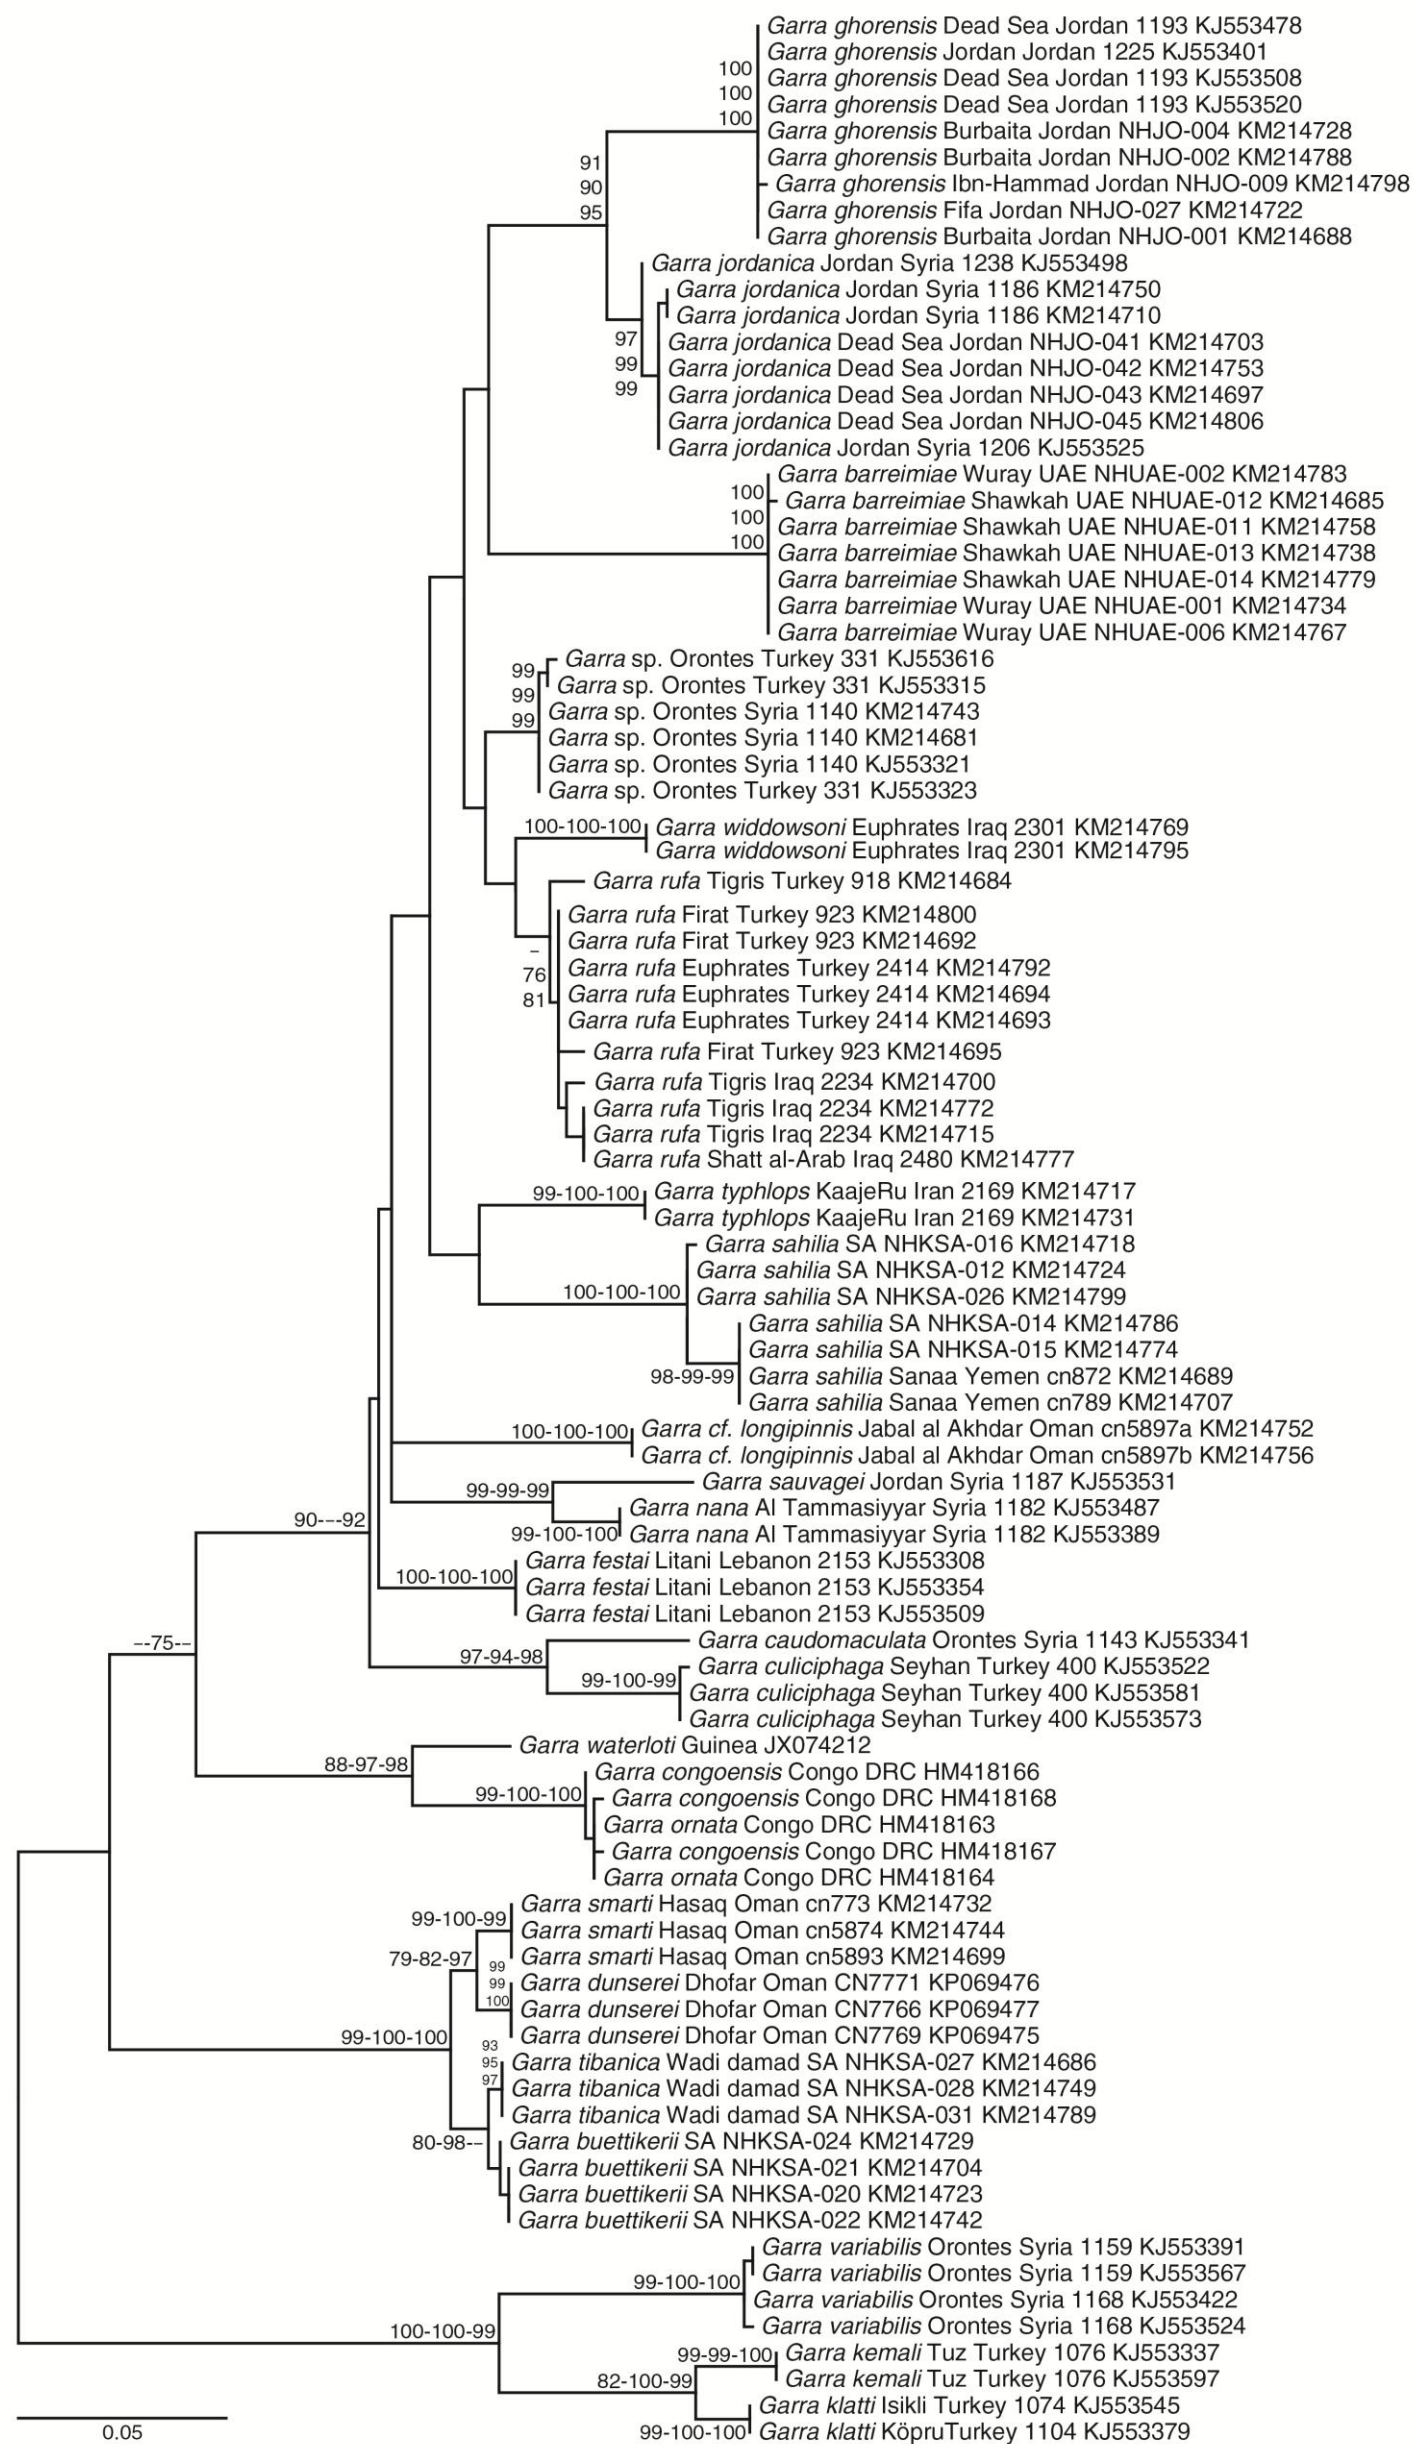 Garra ghorensis Dead Sea Jordan 1193 KJ553478
Garra ghorensis Jordan Jordan 1225 KJ553401
100
Garra ghorensis Dead Sea Jordan 1193 KJ553508
100
Garra ghorensis Dead Sea Jordan 1193 KJ553520
100
Garra ghorensis Burbaita Jordan NHJO-004 KM214728
91
Garra ghorensis Burbaita Jordan NHJO-002 KM214788
90
Garra ghorensis Ibn-Hammad Jordan NHJO-009 KM214798
95
Garra ghorensis Fifa Jordan NHJO-027 KM214722
Garra ghorensis Burbaita Jordan NHJO-001 KM214688
Garra jordanica Jordan Syria 1238 KJ553498
Garra jordanica Jordan Syria 1186 KM214750
Garra jordanica Jordan Syria 1186 KM214710
97
Garra jordanica Dead Sea Jordan NHJO-041 KM214703
99
Garra jordanica Dead Sea Jordan NHJO-042 KM214753
99
Garra jordanica Dead Sea Jordan NHJO-043 KM214697
Garra jordanica Dead Sea Jordan NHJO-045 KM214806
Garra jordanica Jordan Syria 1206 KJ553525
Garra barreimiae Wuray UAE NHUAE-002 KM214783
100
Garra barreimiae Shawkah UAE NHUAE-012 KM214685
100
Garra barreimiae Shawkah UAE NHUAE-011 KM214758
100
Garra barreimiae Shawkah UAE NHUAE-013 KM214738
Garra barreimiae Shawkah UAE NHUAE-014 KM214779
Garra barreimiae Wuray UAE NHUAE-001 KM214734
Garra barreimiae Wuray UAE NHUAE-006 KM214767
Garra sp. Orontes Turkey 331 KJ553616
99
Garra sp. Orontes Turkey 331 KJ553315
99
Garra sp. Orontes Syria 1140 KM214743
99
Garra sp. Orontes Syria 1140 KM214681
Garra sp. Orontes Syria 1140 KJ553321
Garra sp. Orontes Turkey 331 KJ553323
100-100-100
Garra widdowsoni Euphrates Iraq 2301 KM214769
Garra widdowsoni Euphrates Iraq 2301 KM214795
Garra rufa Tigris Turkey 918 KM214684
Garra rufa Firat Turkey 923 KM214800
Garra rufa Firat Turkey 923 KM214692
–
Garra rufa Euphrates Turkey 2414 KM214792
76
Garra rufa Euphrates Turkey 2414 KM214694
81
Garra rufa Euphrates Turkey 2414 KM214693
Garra rufa Firat Turkey 923 KM214695
Garra rufa Tigris Iraq 2234 KM214700
Garra rufa Tigris Iraq 2234 KM214772
Garra rufa Tigris Iraq 2234 KM214715
Garra rufa Shatt al-Arab Iraq 2480 KM214777
99-100-100
Garra typhlops KaajeRu Iran 2169 KM214717
Garra typhlops KaajeRu Iran 2169 KM214731
Garra sahilia SA NHKSA-016 KM214718
Garra sahilia SA NHKSA-012 KM214724
100-100-100
Garra sahilia SA NHKSA-026 KM214799
Garra sahilia SA NHKSA-014 KM214786
Garra sahilia SA NHKSA-015 KM214774
98-99-99
Garra sahilia Sanaa Yemen cn872 KM214689
Garra sahilia Sanaa Yemen cn789 KM214707
100-100-100
Garra cf. longipinnis Jabal al Akhdar Oman cn5897a KM214752
Garra cf. longipinnis Jabal al Akhdar Oman cn5897b KM214756
Garra sauvagei Jordan Syria 1187 KJ553531
99-99-99
Garra nana Al Tammasiyyar Syria 1182 KJ553487
90-–-92
99-100-100
Garra nana Al Tammasiyyar Syria 1182 KJ553389
Garra festai Litani Lebanon 2153 KJ553308
100-100-100
Garra festai Litani Lebanon 2153 KJ553354
Garra festai Litani Lebanon 2153 KJ553509
–-75-–
Garra caudomaculata Orontes Syria 1143 KJ553341
97-94-98
Garra culiciphaga Seyhan Turkey 400 KJ553522
99-100-99
Garra culiciphaga Seyhan Turkey 400 KJ553581
Garra culiciphaga Seyhan Turkey 400 KJ553573
Garra waterloti Guinea JX074212
88-97-98
Garra congoensis Congo DRC HM418166
99-100-100
Garra congoensis Congo DRC HM418168
Garra ornata Congo DRC HM418163
Garra congoensis Congo DRC HM418167
Garra ornata Congo DRC HM418164
Garra smarti Hasaq Oman cn773 KM214732
99-100-99
Garra smarti Hasaq Oman cn5874 KM214744
79-82-97
Garra smarti Hasaq Oman cn5893 KM214699
99
99
Garra dunserei Dhofar Oman CN7771 KP069476
100
Garra dunserei Dhofar Oman CN7766 KP069477
99-100-100
Garra dunserei Dhofar Oman CN7769 KP069475
93
95
Garra tibanica Wadi damad SA NHKSA-027 KM214686
97
Garra tibanica Wadi damad SA NHKSA-028 KM214749
Garra tibanica Wadi damad SA NHKSA-031 KM214789
80-98-–
Garra buettikerii SA NHKSA-024 KM214729
Garra buettikerii SA NHKSA-021 KM214704
Garra buettikerii SA NHKSA-020 KM214723
Garra buettikerii SA NHKSA-022 KM214742
Garra variabilis Orontes Syria 1159 KJ553391
99-100-100
Garra variabilis Orontes Syria 1159 KJ553567
Garra variabilis Orontes Syria 1168 KJ553422
100-100-99
Garra variabilis Orontes Syria 1168 KJ553524
99-99-100
Garra kemali Tuz Turkey 1076 KJ553337
82-100-99
Garra kemali Tuz Turkey 1076 KJ553597
Garra klatti Isikli Turkey 1074 KJ553545
0.05
99-100-100
Garra klatti KöpruTurkey 1104 KJ553379